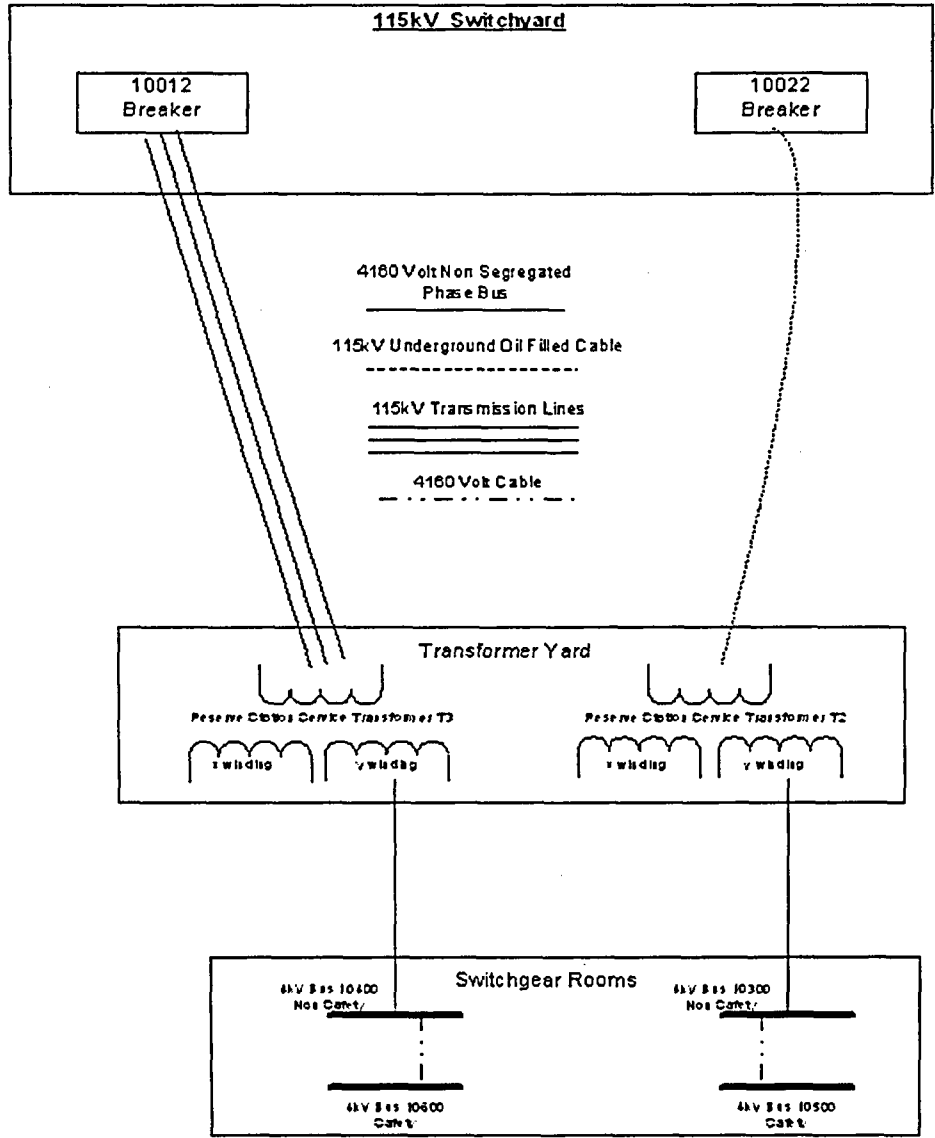 115kV Switchyard
10012
Breaker
10022
Breaker
4160 Volt Non Segregated
Phase Bus
115kV Underground Oil Filled Cable
115kV Transmission Lines
4160 Volt Cable
Transformer Yard
Reserve Station Service Transformer T3
Reserve Station Service Transformer T2
x winding
y winding
x winding
y winding
Switchgear Rooms
4kV Bus 10400
Non Safety
4kV Bus 10300
Non Safety
4kV Bus 10600
Safety
4kV Bus 10500
Safety